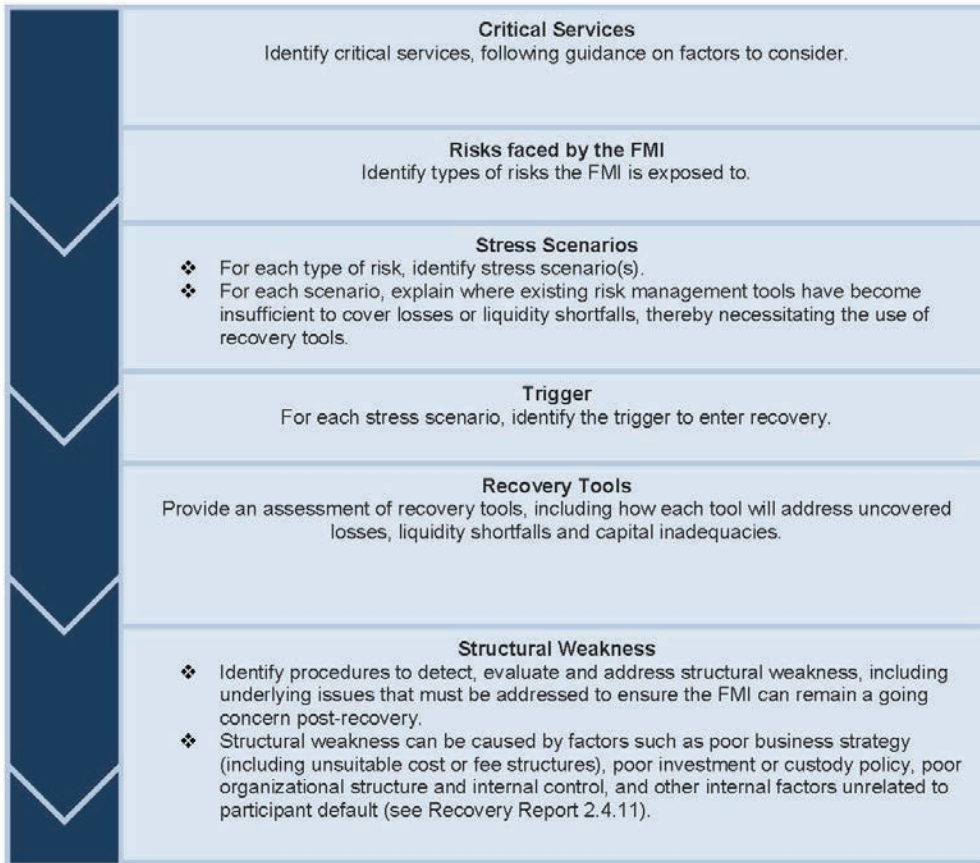 Critical Services
Identify critical services, following guidance on factors to consider.
Risks faced by the FMI
Identify types of risks the FMI is exposed to.
Stress Scenarios
❖ For each type of risk, identify stress scenario(s).
❖ For each scenario, explain where existing risk management tools have become
insufficient to cover losses or liquidity shortfalls, thereby necessitating the use of
recovery tools.
Trigger
For each stress scenario, identify the trigger to enter recovery.
Recovery Tools
Provide an assessment of recovery tools, including how each tool will address uncovered
losses, liquidity shortfalls and capital inadequacies.
Structural Weakness
❖ Identify procedures to detect, evaluate and address structural weakness, including
underlying issues that must be addressed to ensure the FMI can remain a going
concern post-recovery.
❖ Structural weakness can be caused by factors such as poor business strategy
(including unsuitable cost or fee structures), poor investment or custody policy, poor
organizational structure and internal control, and other internal factors unrelated to
participant default (see Recovery Report 2.4.11).